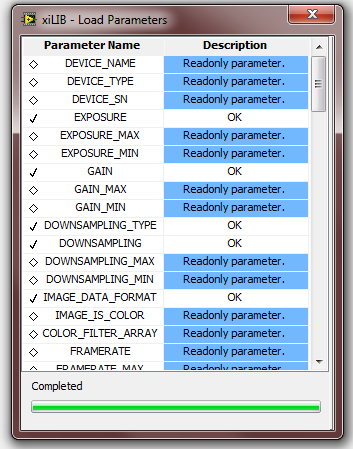 xiLIB - Load Parameters
Parameter Name Description
DEVICE_NAME Readonly parameter.
DEVICE_TYPE Readonly parameter.
DEVICE_SN Readonly parameter.
EXPOSURE OK
EXPOSURE_MAX Readonly parameter.
EXPOSURE_MIN Readonly parameter.
GAIN OK
GAIN_MAX Readonly parameter.
GAIN_MIN Readonly parameter.
DOWNSAMPLING_TYPE OK
DOWNSAMPLING OK
DOWNSAMPLING_MAX Readonly parameter.
DOWNSAMPLING_MIN Readonly parameter.
IMAGE_DATA_FORMAT OK
IMAGE_IS_COLOR Readonly parameter.
COLOR_FILTER_ARRAY Readonly parameter.
FRAMERATE Readonly parameter.
FRAMERATE_MAX Readonly parameter.
Completed